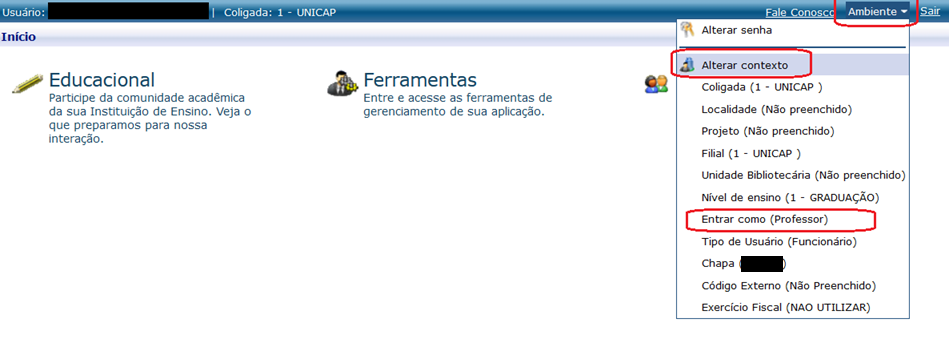 Usuário: | Coligada: 1 - UNICAP
Fale Conosco Ambiente Sair
Início
Educacional
Participe da comunidade acadêmica
da sua Instituição de Ensino. Veja o
que preparamos para nossa
interação.
Ferramentas
Entre e acesse as ferramentas de
gerenciamento de sua aplicação.
Alterar senha
Alterar contexto
Coligada (1 - UNICAP )
Localidade (Não preenchido)
Projeto (Não preenchido)
Filial (1 - UNICAP )
Unidade Bibliotecária (Não preenchido)
Nível de ensino (1 - GRADUAÇÃO)
Entrar como (Professor)
Tipo de Usuário (Funcionário)
Chapa ( )
Código Externo (Não Preenchido)
Exercício Fiscal (NAO UTILIZAR)